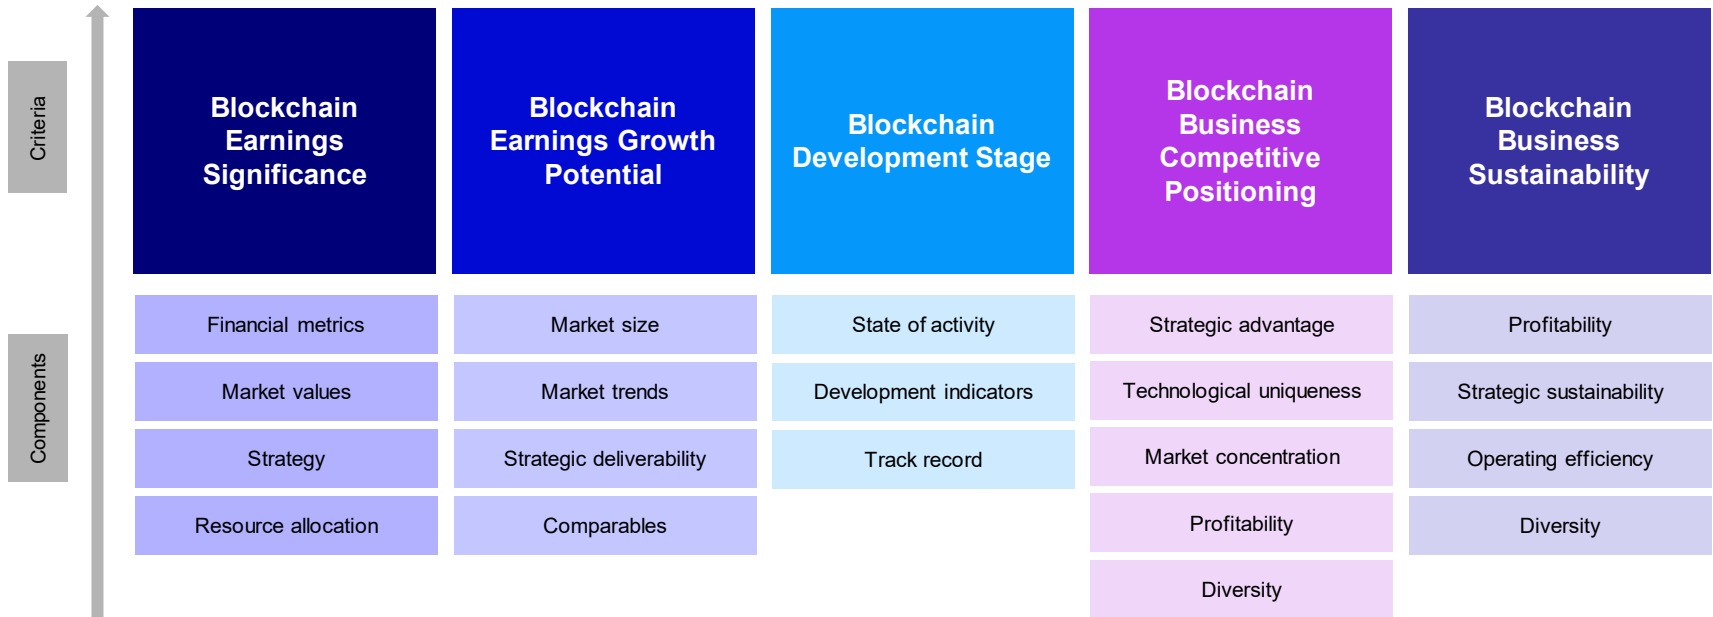 Criteria
Blockchain
Earnings
Significance
Blockchain
Earnings Growth
Potential
Blockchain
Development Stage
Blockchain
Business
Competitive
Positioning
Blockchain
Business
Sustainability
Components
Financial metrics
Market values
Strategy
Resource allocation
Market size
Market trends
Strategic deliverability
Comparables
State of activity
Development indicators
Track record
Strategic advantage
Technological uniqueness
Market concentration
Profitability
Diversity
Profitability
Strategic sustainability
Operating efficiency
Diversity